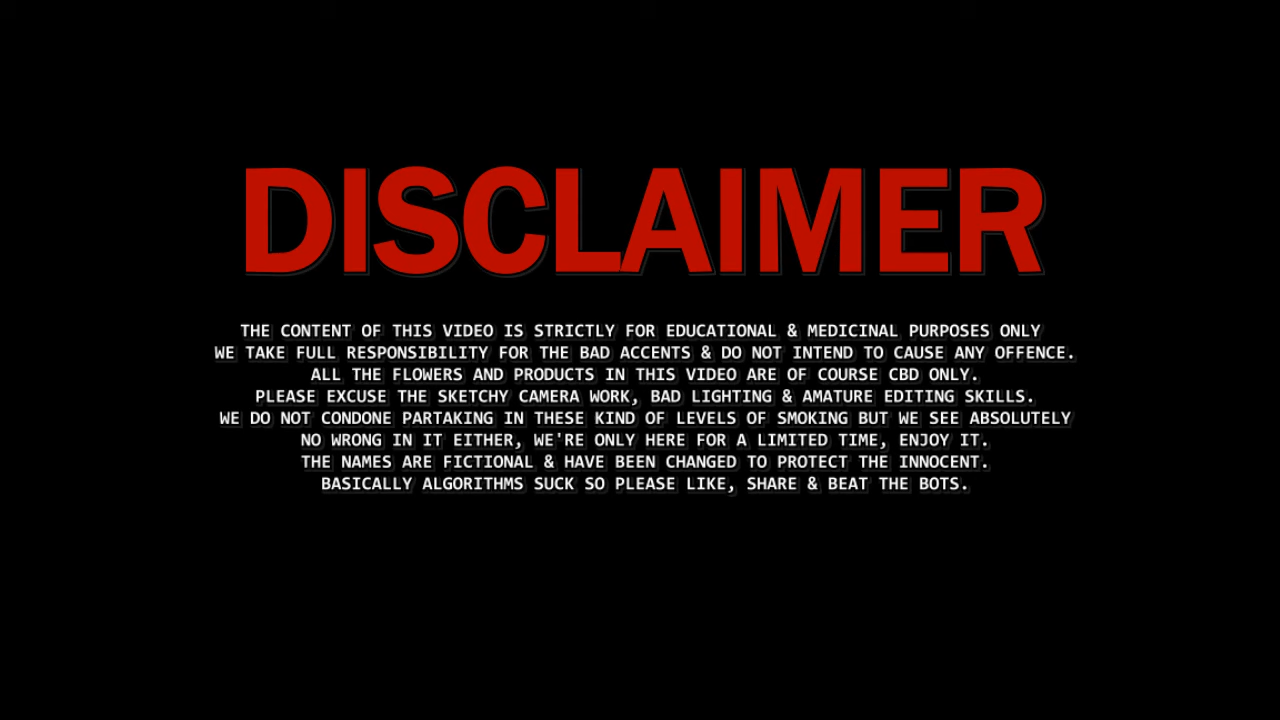 DISCLAIMER
THE CONTENT OF THIS VIDEO IS STRICTLY FOR EDUCATIONAL & MEDICINAL PURPOSES ONLY
WE TAKE FULL RESPONSIBILITY FOR THE BAD ACCENTS & DO NOT INTEND TO CAUSE ANY OFFENCE.
ALL THE FLOWERS AND PRODUCTS IN THIS VIDEO ARE OF COURSE CBD ONLY.
PLEASE EXCUSE THE SKETCHY CAMERA WORK, BAD LIGHTING & AMATURE EDITING SKILLS.
WE DO NOT CONDONE PARTAKING IN THESE KIND OF LEVELS OF SMOKING BUT WE SEE ABSOLUTELY
NO WRONG IN IT EITHER, WE'RE ONLY HERE FOR A LIMITED TIME, ENJOY IT.
THE NAMES ARE FICTIONAL & HAVE BEEN CHANGED TO PROTECT THE INNOCENT.
BASICALLY ALGORITHMS SUCK SO PLEASE LIKE, SHARE & BEAT THE BOTS.